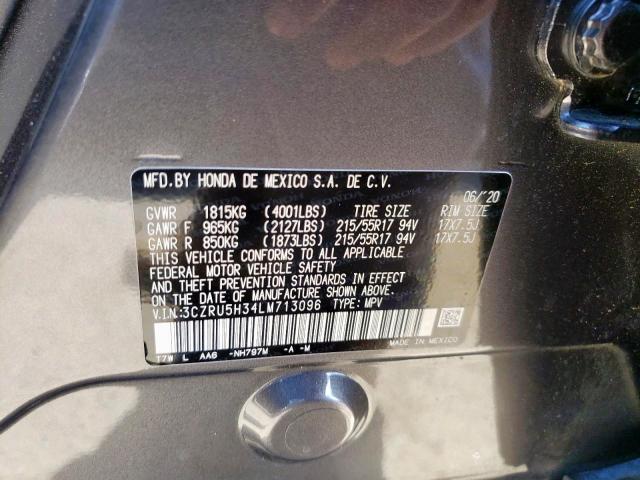 MFD.BY HONDA DE MEXICO S.A. DE C.V.
06/'20
GVWR 1815KG (4001LBS) TIRE SIZE RIM SIZE
GAWR F 965KG (2127LBS) 215/55R17 94V 17X7.5J
GAWR R 850KG (1873LBS) 215/55R17 94V 17X7.5J
THIS VEHICLE CONFORMS TO ALL APPLICABLE
FEDERAL MOTOR VEHICLE SAFETY
AND THEFT PREVENTION STANDARDS IN EFFECT
ON THE DATE OF MANUFACTURE SHOWN ABOVE.
V.I.N:3CZRU5H34LM713096 TYPE: MPV
T7W L AA6 -NH797M -A -M
MADE IN MEXICO